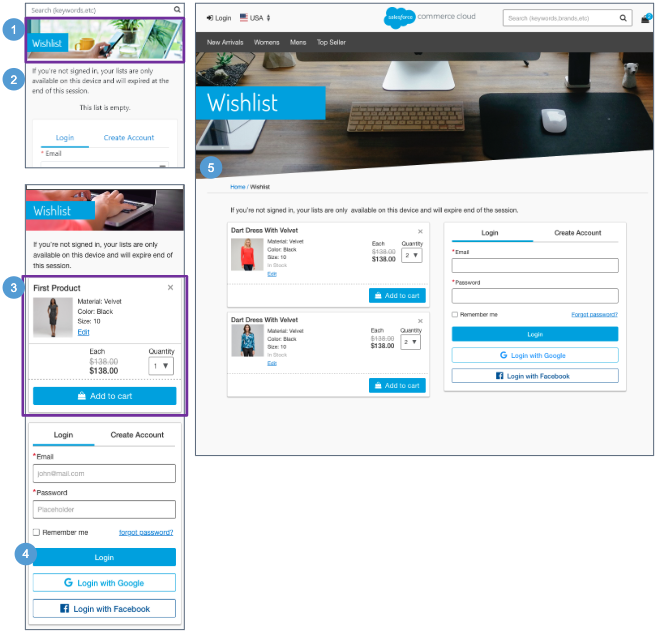 1
Search (keywords,etc)
Wishlist
2
If you're not signed in, your lists are only
available on this device and will expired at the
end of this session.
This list is empty.
Login
Create Account
* Email
Wishlist
If you're not signed in, your lists are only
available on this device and will expire end of
this session.
3
First Product
×
Material: Velvet
Color: Black
Size: 10
Edit
Each
Quantity
$138.00
$138.00
1
Add to cart
Login
Create Account
*Email
john@mail.com
*Password
Placeholder
Remember me
forgot password?
4
Login
G Login with Google
f Login with Facebook
Login
USA
salesforce commerce cloud
Search (keywords,brands,etc)
New Arrivals Womens Mens Top Seller
Wishlist
5
Home / Wishlist
If you're not signed in, your lists are only available on this device and will expire end of the session.
Dart Dress With Velvet
×
Material: Velvet
Color: Black
Size: 10
In Stock
Edit
Each
Quantity
$138.00
$138.00
2
Add to cart
Dart Dress With Velvet
×
Material: Velvet
Color: Black
Size: 10
In Stock
Edit
Each
Quantity
$138.00
$138.00
2
Add to cart
Login
Create Account
*Email
*Password
Remember me
Forgot password?
Login
G Login with Google
f Login with Facebook